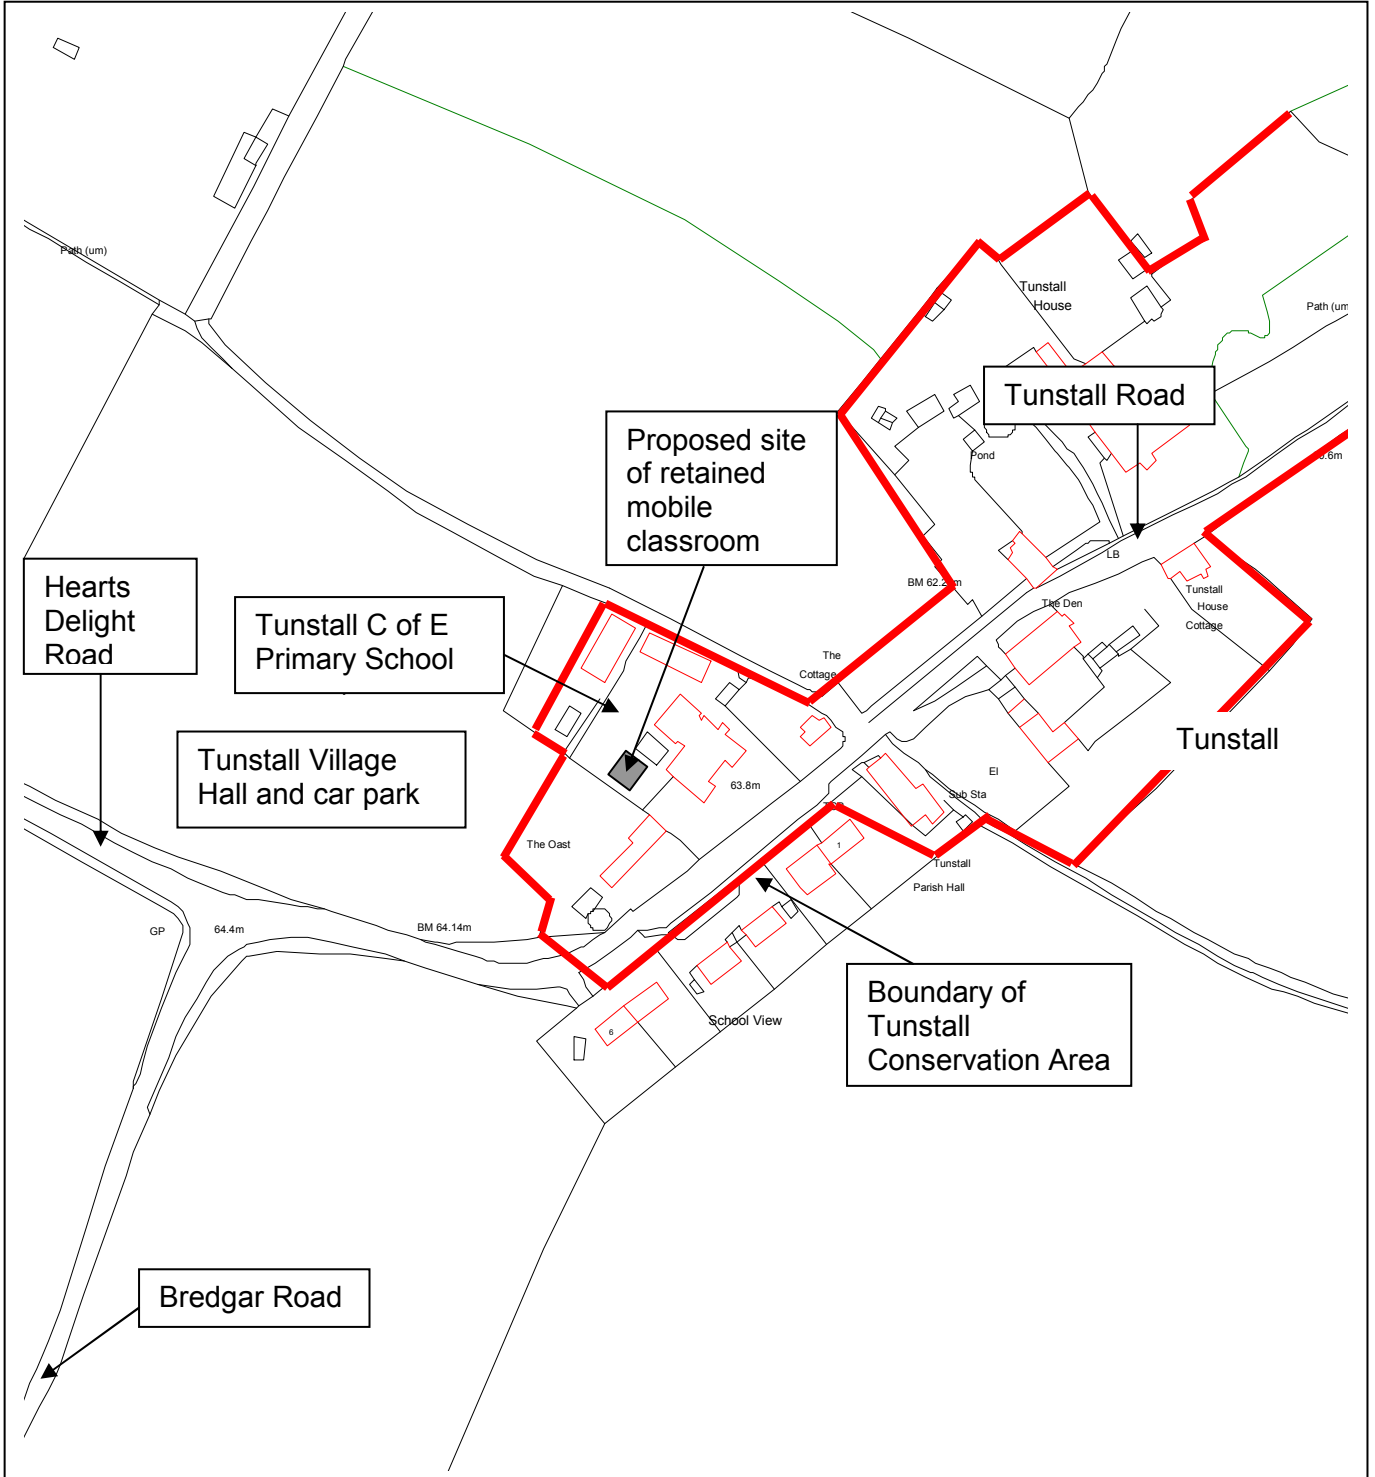 Path (um)
Tunstall
House
Path (um
Tunstall Road
Proposed site
of retained
mobile
classroom
Pond
.6m
LB
Hearts
Delight
Road
BM 62.2
m
The Den
Tunstall
House
Cottage
Tunstall C of E
Primary School
The
Cottage
Tunstall Village
Hall and car park
Tunstall
63.8m
El
Sub Sta
The Oast
1
Tunstall
Parish Hall
GP
64.4m
BM 64.14m
Boundary of
Tunstall
Conservation Area
School View
6
Bredgar Road